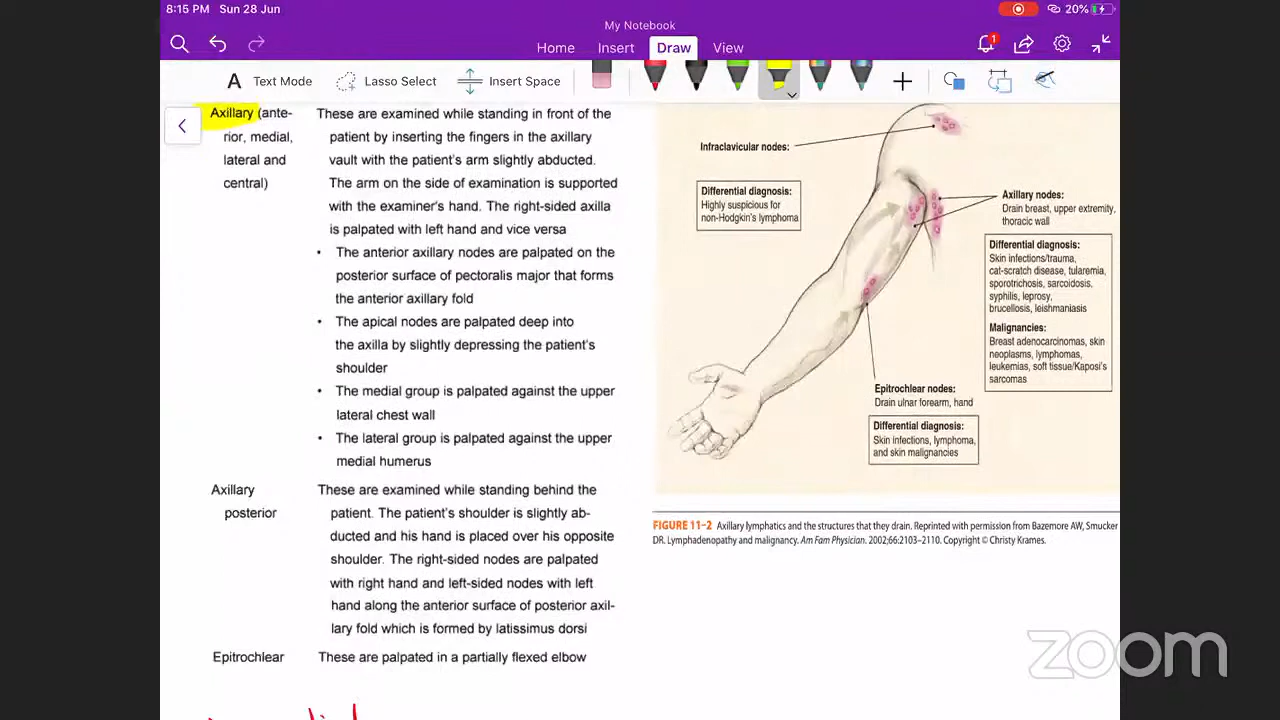 8:15 PM Sun 28 Jun
20%
My Notebook
Home Insert Draw View
1
Text Mode
Lasso Select
Insert Space
Axillary (ante-
rior, medial,
lateral and
central)
These are examined while standing in front of the
patient by inserting the fingers in the axillary
vault with the patient's arm slightly abducted.
The arm on the side of examination is supported
with the examiner's hand. The right-sided axilla
is palpated with left hand and vice versa
• The anterior axillary nodes are palpated on the
posterior surface of pectoralis major that forms
the anterior axillary fold
• The apical nodes are palpated deep into
the axilla by slightly depressing the patient's
shoulder
• The medial group is palpated against the upper
lateral chest wall
• The lateral group is palpated against the upper
medial humerus
Axillary
posterior
These are examined while standing behind the
patient. The patient's shoulder is slightly ab-
ducted and his hand is placed over his opposite
shoulder. The right-sided nodes are palpated
with right hand and left-sided nodes with left
hand along the anterior surface of posterior axil-
lary fold which is formed by latissimus dorsi
Epitrochlear
These are palpated in a partially flexed elbow
Infraclavicular nodes:
Differential diagnosis:
Highly suspicious for
non-Hodgkin's lymphoma
Axillary nodes:
Drain breast, upper extremity,
thoracic wall
Differential diagnosis:
Skin infections/trauma,
cat-scratch disease, tularemia,
sporotrichosis, sarcoidosis,
syphilis, leprosy,
brucellosis, leishmaniasis
Malignancies:
Breast adenocarcinomas, skin
neoplasms, lymphomas,
leukemias, soft tissue/Kaposi's
sarcomas
Epitrochlear nodes:
Drain ulnar forearm, hand
Differential diagnosis:
Skin infections, lymphoma,
and skin malignancies
FIGURE 11-2 Axillary lymphatics and the structures that they drain. Reprinted with permission from Bazemore AW, Smucker
DR. Lymphadenopathy and malignancy. Am Fam Physician. 2002;66:2103–2110. Copyright © Christy Krames.
zoom